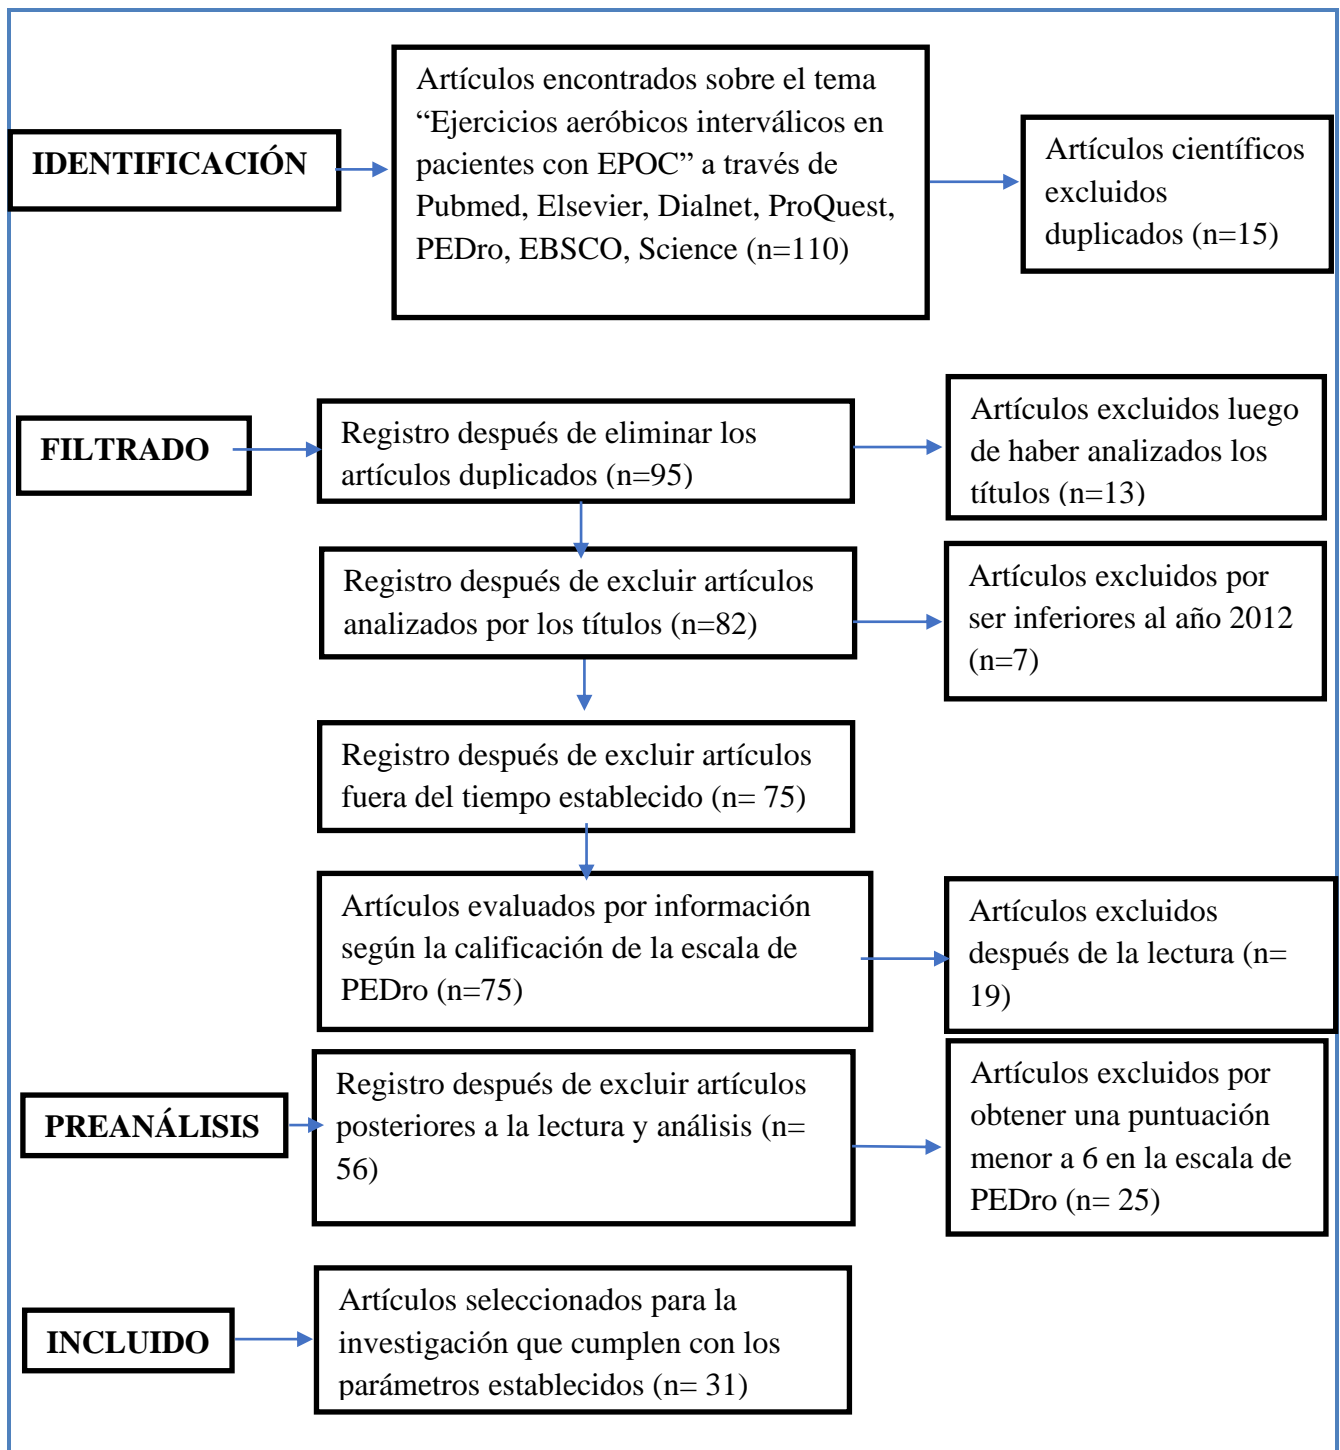 IDENTIFICACIÓN
Artículos encontrados sobre el tema
“Ejercicios aeróbicos interválicos en
pacientes con EPOC” a través de
Pubmed, Elsevier, Dialnet, ProQuest,
PEDro, EBSCO, Science (n=110)
Artículos científicos
excluidos
duplicados (n=15)
FILTRADO
Registro después de eliminar los
artículos duplicados (n=95)
Artículos excluidos luego
de haber analizados los
títulos (n=13)
Registro después de excluir artículos
analizados por los títulos (n=82)
Artículos excluidos por
ser inferiores al año 2012
(n=7)
Registro después de excluir artículos
fuera del tiempo establecido (n= 75)
Artículos evaluados por información
según la calificación de la escala de
PEDro (n=75)
Artículos excluidos
después de la lectura (n=
19)
PREANÁLISIS
Registro después de excluir artículos
posteriores a la lectura y análisis (n=
56)
Artículos excluidos por
obtener una puntuación
menor a 6 en la escala de
PEDro (n= 25)
INCLUIDO
Artículos seleccionados para la
investigación que cumplen con los
parámetros establecidos (n= 31)